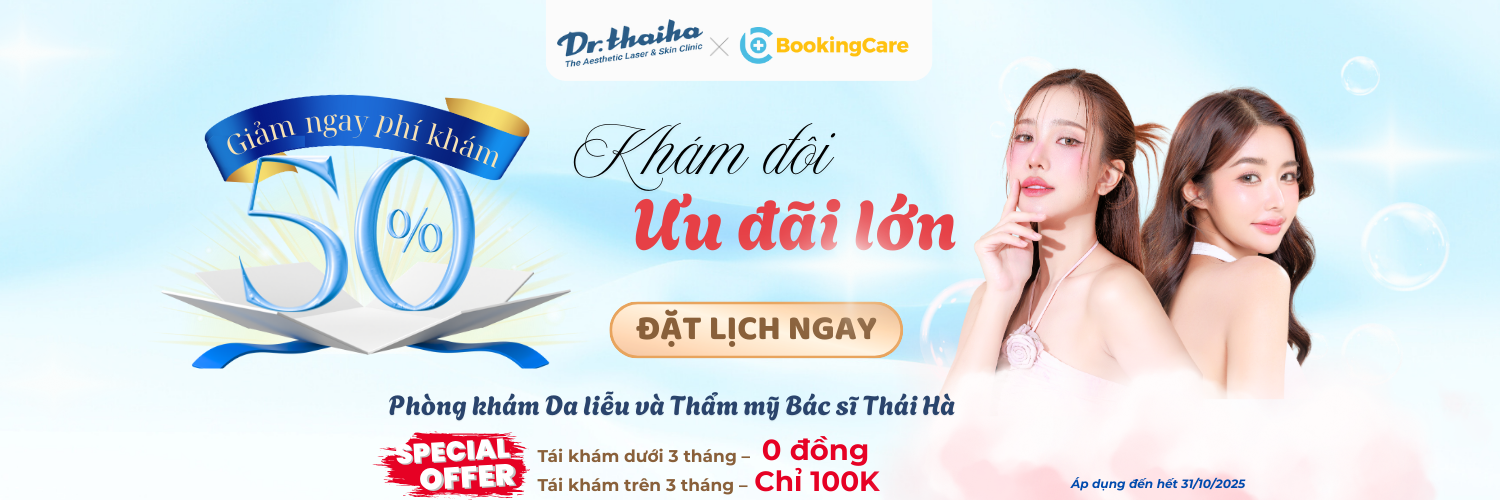 Dr.thaiha
The Aesthetic Laser & Skin Clinic
BookingCare
Giảm ngay phí khám
50%
Khám đôi
Ưu đãi lớn
ĐẶT LỊCH NGAY
Phòng khám Da liễu và Thẩm mỹ Bác sĩ Thái Hà
SPECIAL
OFFER
Tái khám dưới 3 tháng – 0 đồng
Tái khám trên 3 tháng – Chỉ 100K
Áp dụng đến hết 31/10/2025